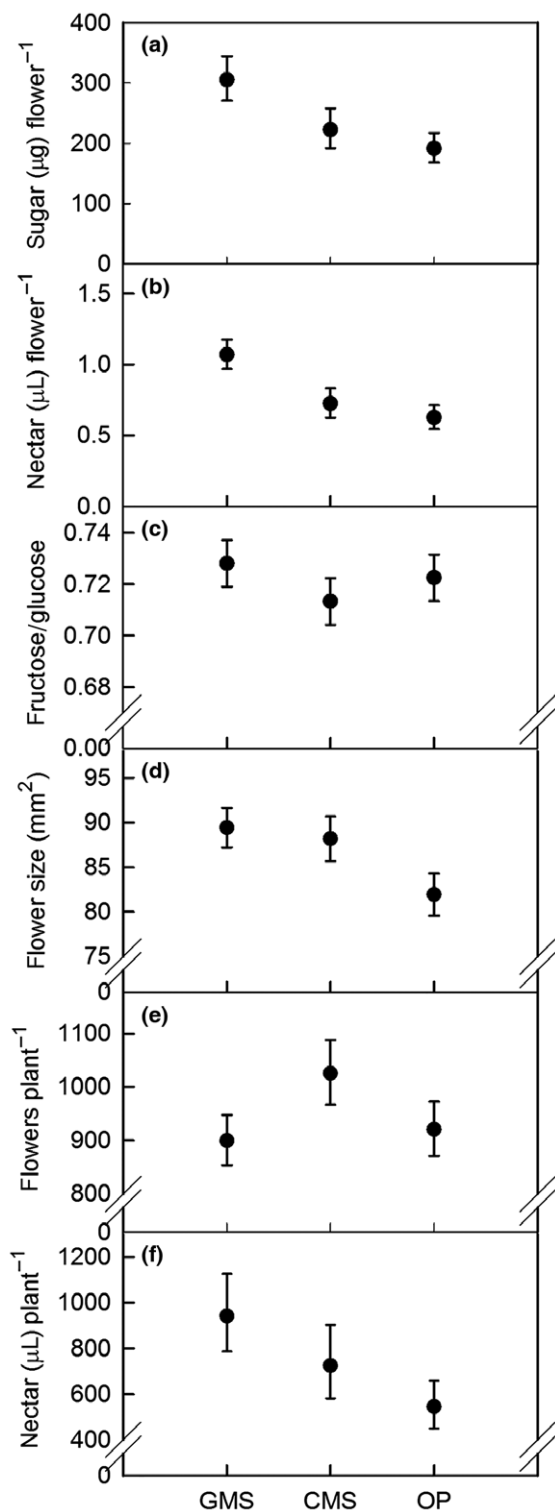 (a)
Sugar (µg) flower⁻¹
400
300
200
100
0
(b)
Nectar (µL) flower⁻¹
1.5
1.0
0.5
0.0
(c)
Fructose/glucose
0.74
0.72
0.70
0.68
0.00
(d)
Flower size (mm²)
95
90
85
80
75
0
(e)
Flowers plant⁻¹
1100
1000
900
800
0
(f)
Nectar (µL) plant⁻¹
1200
1000
800
600
400
0
GMS CMS OP